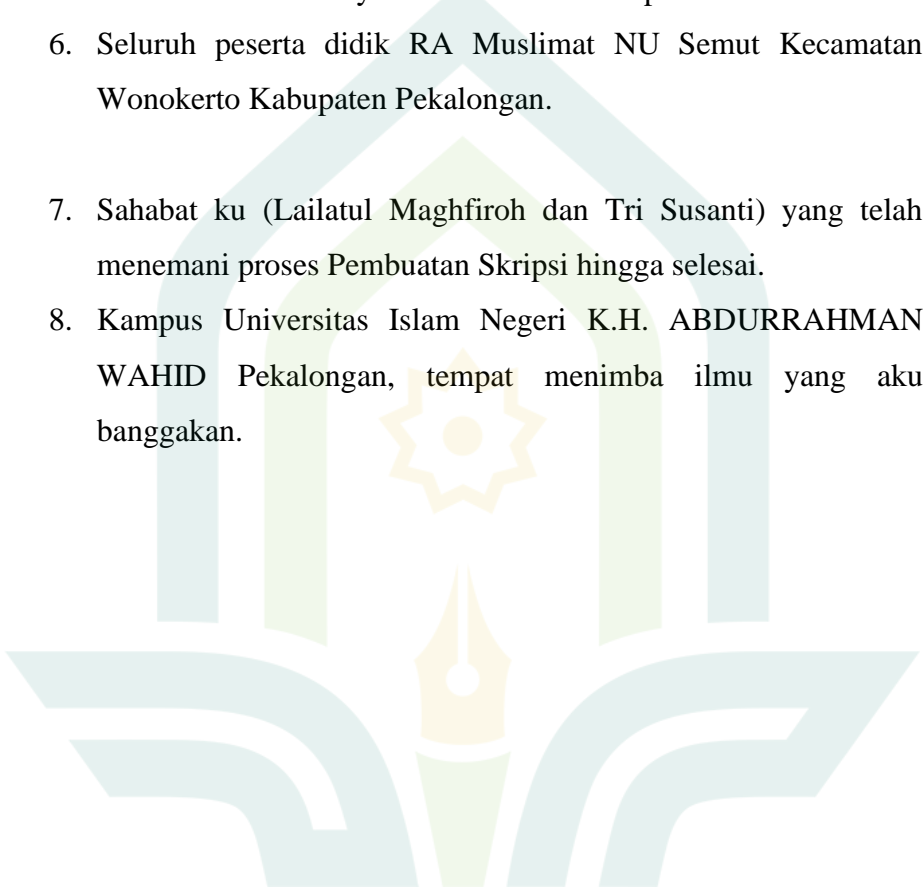 6. Seluruh peserta didik RA Muslimat NU Semut Kecamatan
Wonokerto Kabupaten Pekalongan.
7. Sahabat ku (Lailatul Maghfiroh dan Tri Susanti) yang telah
menemani proses Pembuatan Skripsi hingga selesai.
8. Kampus Universitas Islam Negeri K.H. ABDURRAHMAN
WAHID Pekalongan, tempat menimba ilmu yang aku
banggakan.